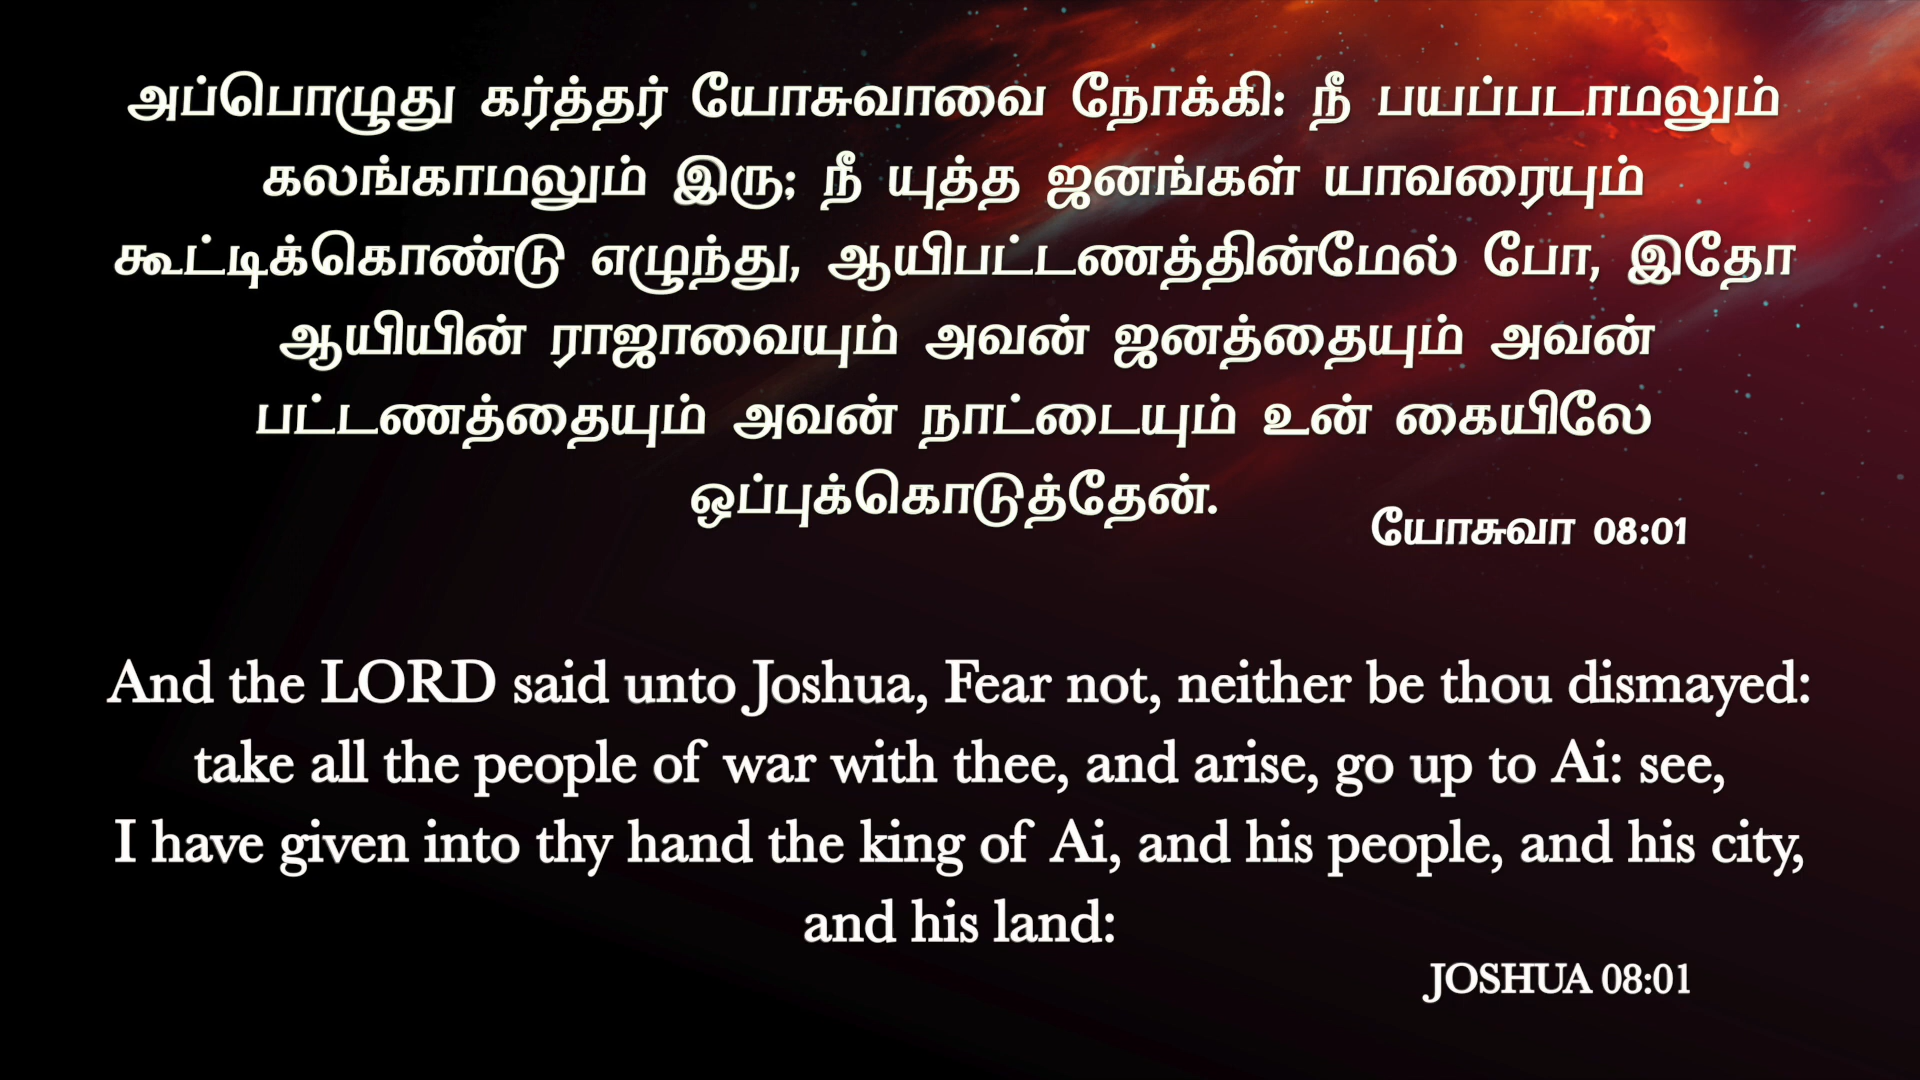 அப்பொழுது கர்த்தர் யோசுவாவை நோக்கி: நீ பயப்படாமலும்
கலங்காமலும் இரு; நீ யுத்த ஜனங்கள் யாவரையும்
கூட்டிக்கொண்டு எழுந்து, ஆயிபட்டணத்தின்மேல் போ, இதோ
ஆயியின் ராஜாவையும் அவன் ஜனத்தையும் அவன்
பட்டணத்தையும் அவன் நாட்டையும் உன் கையிலே
ஒப்புக்கொடுத்தேன்.
யோசுவா 08:01
And the LORD said unto Joshua, Fear not, neither be thou dismayed:
take all the people of war with thee, and arise, go up to Ai: see,
I have given into thy hand the king of Ai, and his people, and his city,
and his land:
JOSHUA 08:01